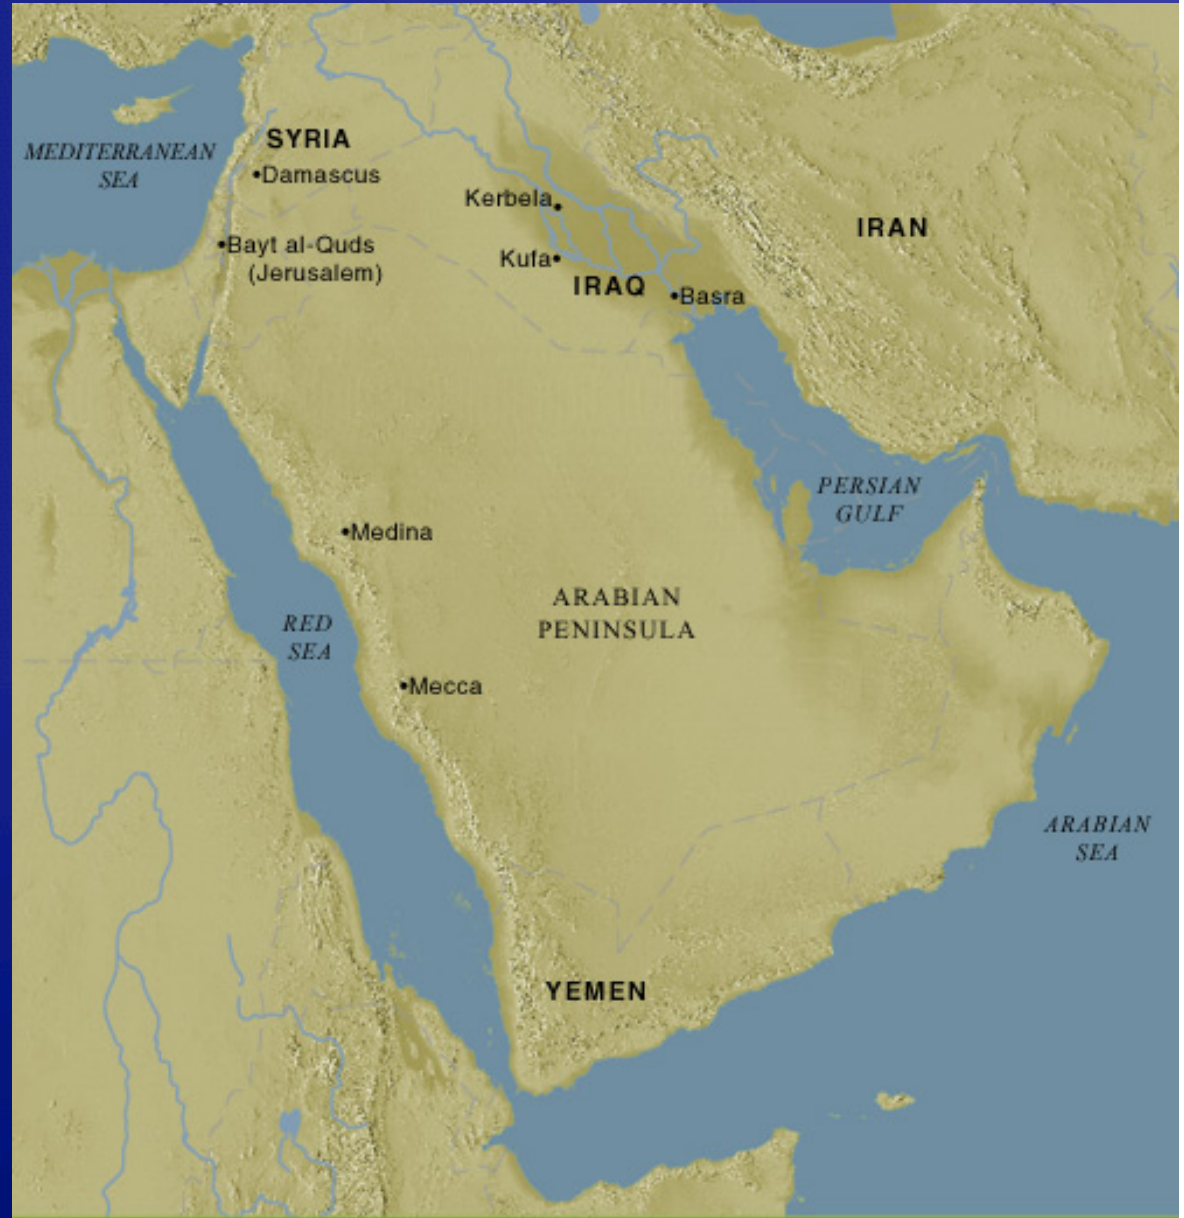 SYRIA
MEDITERRANEAN
SEA
•Damascus
Kerbela•
IRAN
•Bayt al-Quds
(Jerusalem)
Kufa•
IRAQ
•Basra
PERSIAN
GULF
•Medina
ARABIAN
PENINSULA
RED
SEA
•Mecca
ARABIAN
SEA
YEMEN